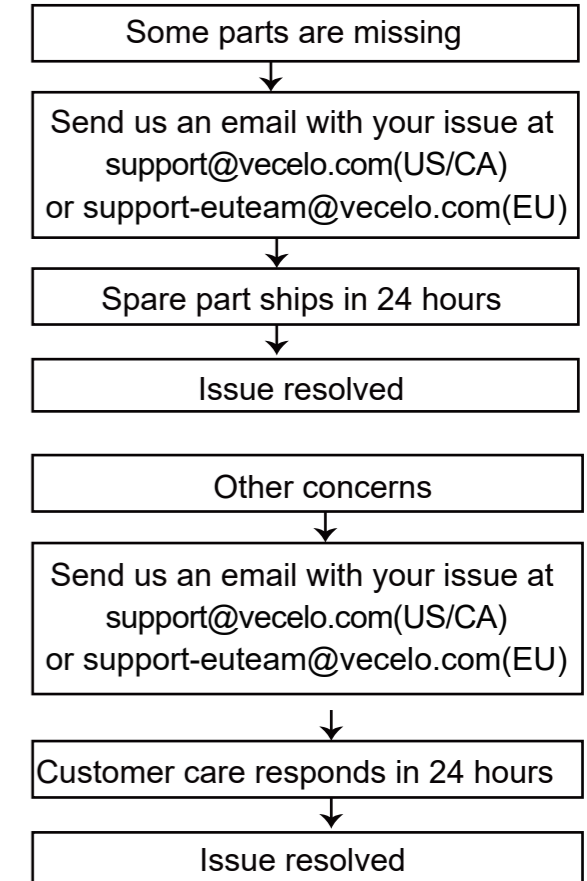 Some parts are missing
Send us an email with your issue at
support@vecelo.com(US/CA)
or support-euteam@vecelo.com(EU)
Spare part ships in 24 hours
Issue resolved
Other concerns
Send us an email with your issue at
support@vecelo.com(US/CA)
or support-euteam@vecelo.com(EU)
Customer care responds in 24 hours
Issue resolved